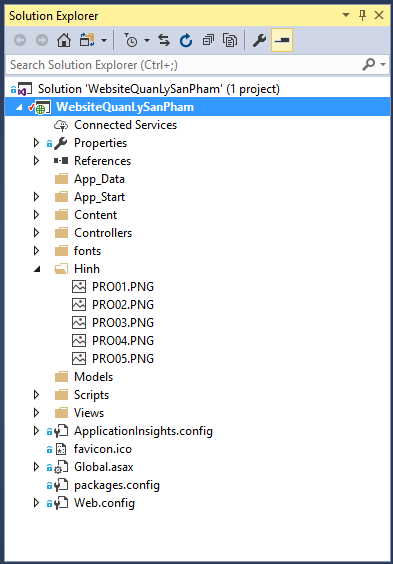 Solution Explorer
Search Solution Explorer (Ctrl+;)
Solution 'WebsiteQuanLySanPham' (1 project)
WebsiteQuanLySanPham
Connected Services
Properties
References
App_Data
App_Start
Content
Controllers
fonts
Hinh
PRO01.PNG
PRO02.PNG
PRO03.PNG
PRO04.PNG
PRO05.PNG
Models
Scripts
Views
ApplicationInsights.config
favicon.ico
Global.asax
packages.config
Web.config